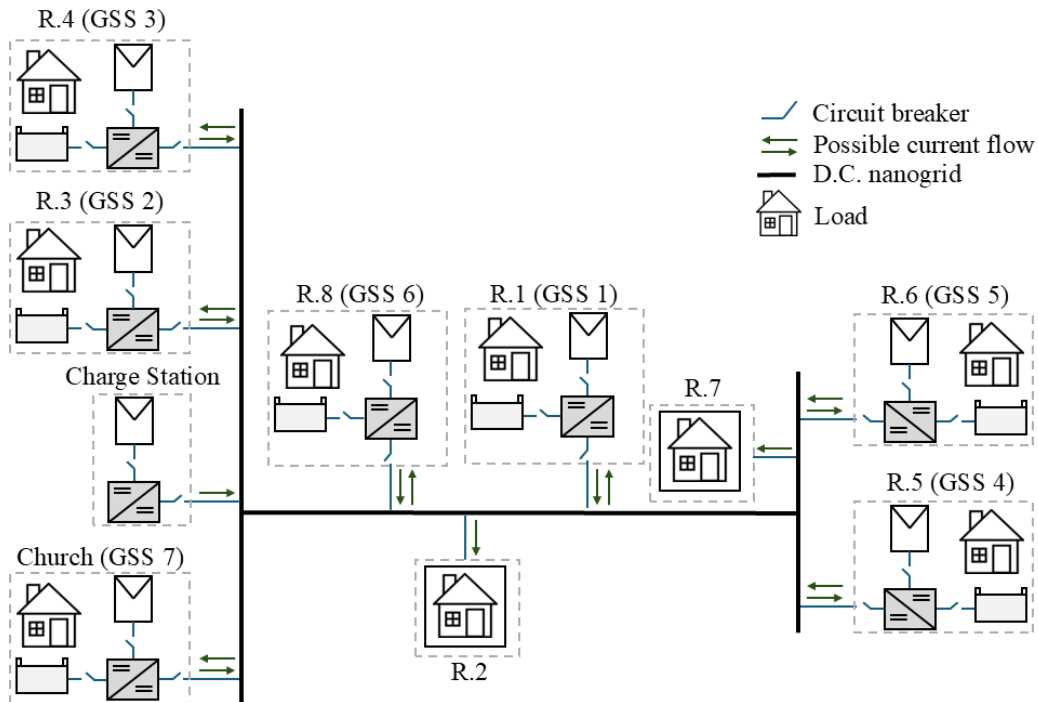 R.4 (GSS 3)
Circuit breaker
Possible current flow
D.C. nanogrid
Load
R.3 (GSS 2)
R.8 (GSS 6)
R.1 (GSS 1)
R.6 (GSS 5)
Charge Station
R.7
R.5 (GSS 4)
Church (GSS 7)
R.2